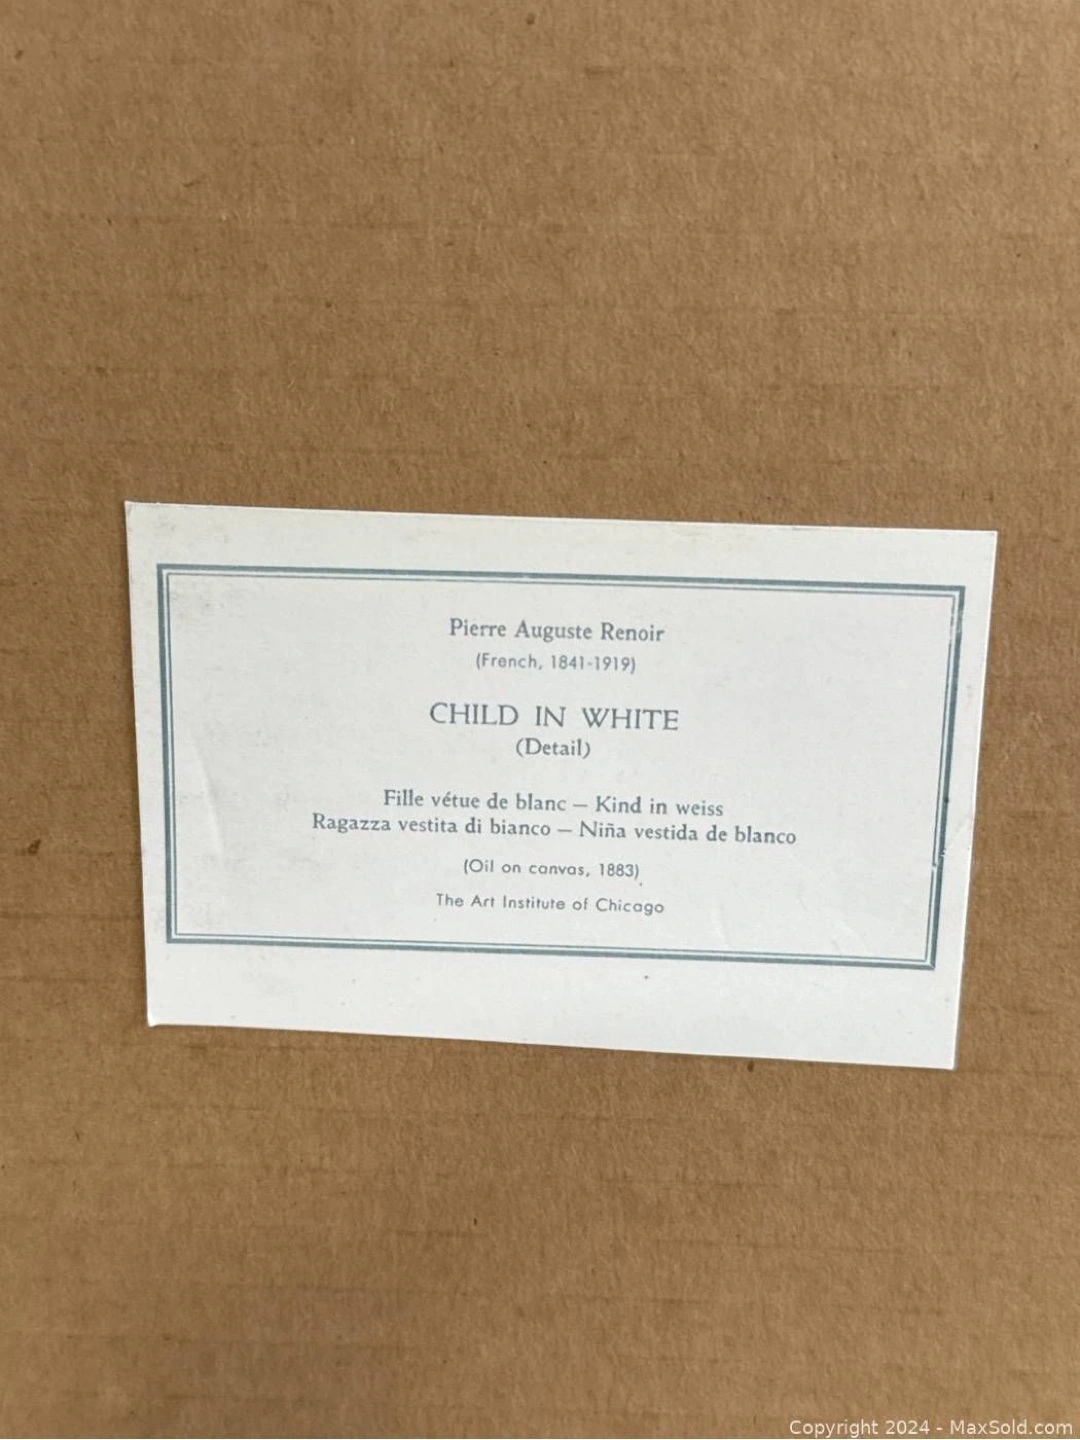 Pierre Auguste Renoir
(French, 1841-1919)
CHILD IN WHITE
(Detail)
Fille vétue de blanc — Kind in weiss
Ragazza vestita di bianco — Niña vestida de blanco
(Oil on canvas, 1883)
The Art Institute of Chicago
Copyright 2024 - MaxSold.com